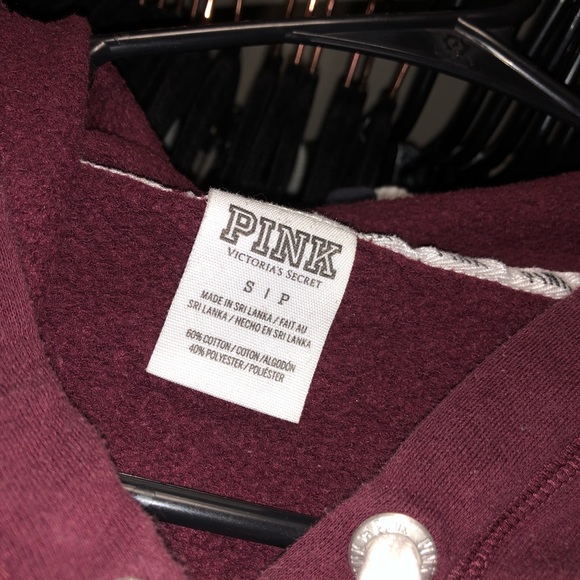 PINK
VICTORIA'S SECRET
S / P
MADE IN SRI LANKA / FAIT AU
SRI LANKA / HECHO EN SRI LANKA
60% COTTON / COTON / ALGODÓN
40% POLYESTER / POLIÉSTER